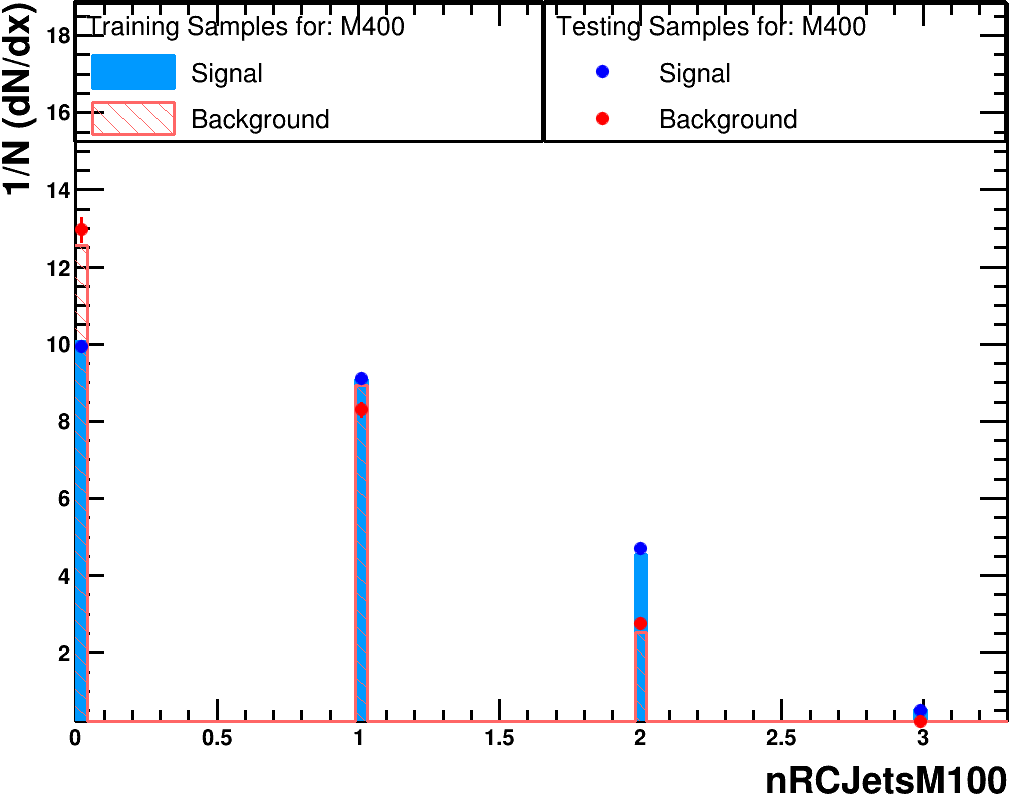 1/N (dN/dx)
Training Samples for: M400
Signal
Background
Testing Samples for: M400
Signal
Background
18
16
14
12
10
8
6
4
2
0 0.5 1 1.5 2 2.5 3
nRCJetsM100